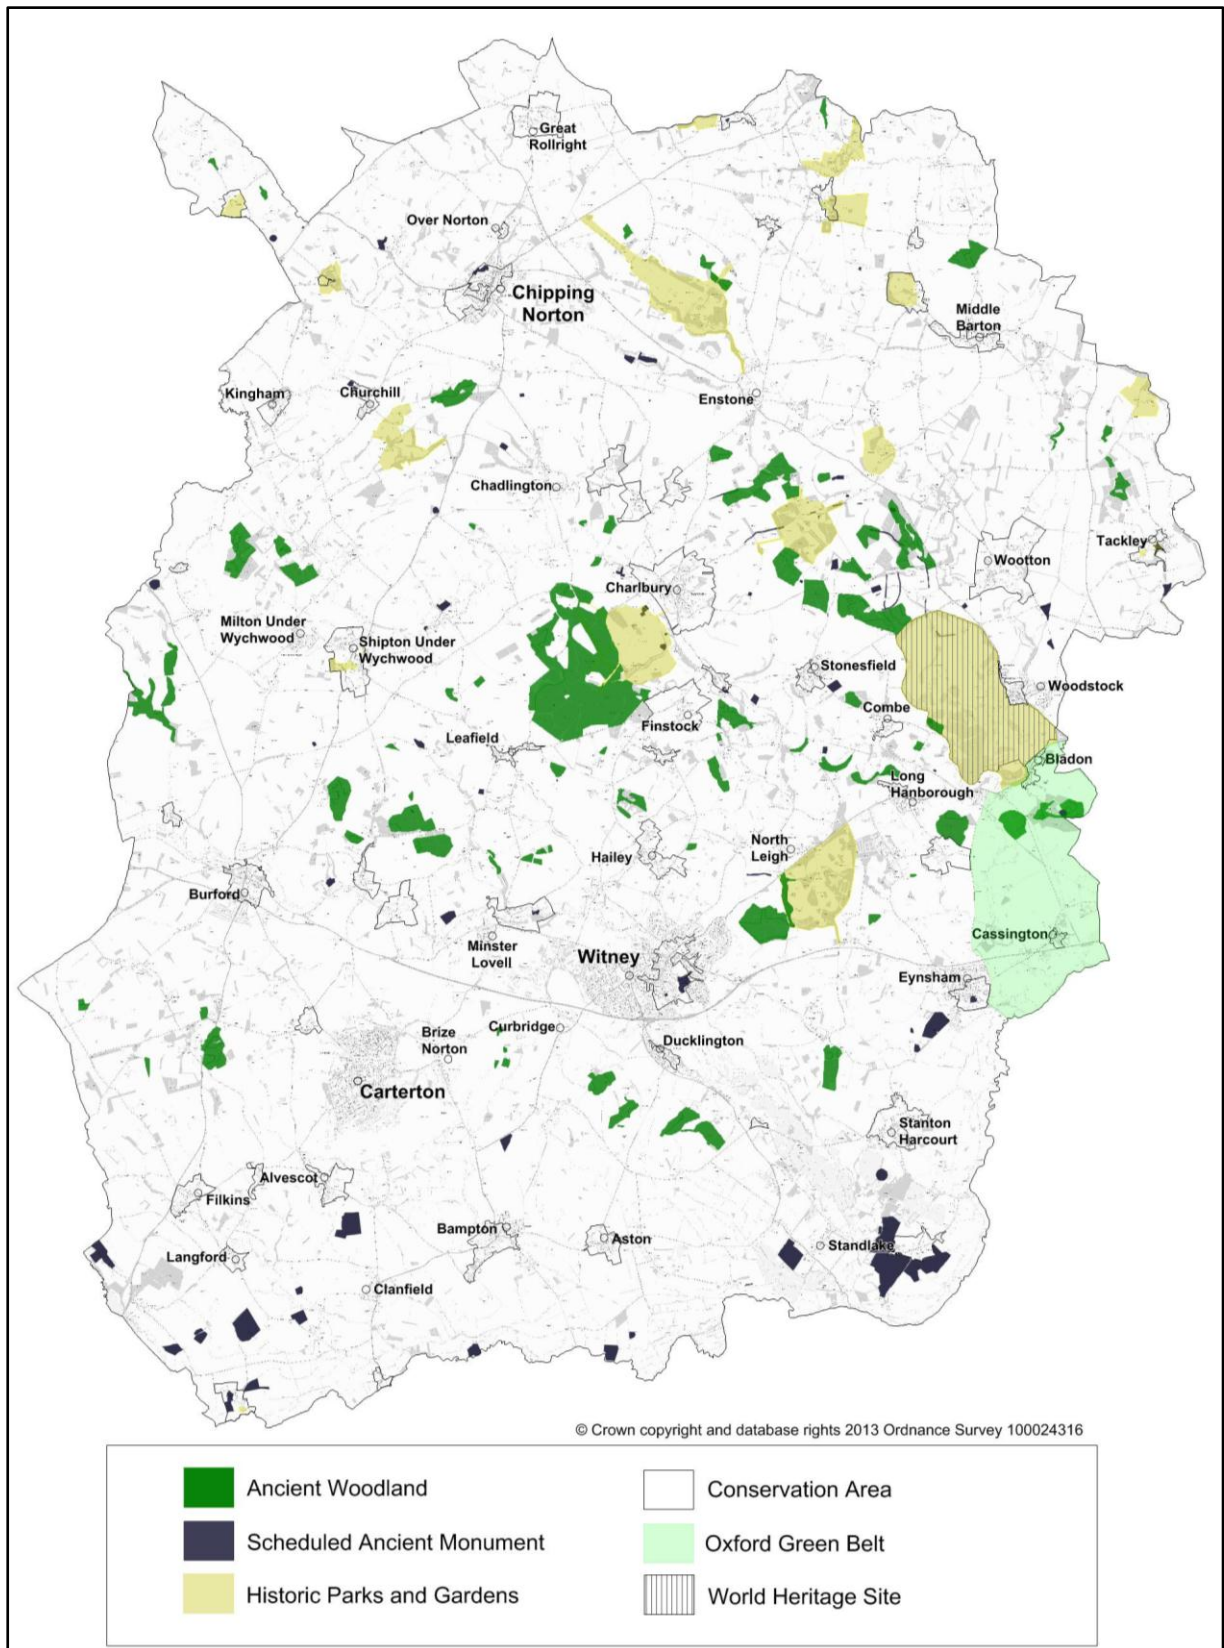 Great
Rollright
Over Norton
Chipping
Norton
Middle
Barton
Kingham
Churchill
Enstone
Chadlington
Tackley
Wootton
Charlbury
Milton Under
Wychwood
Shipton Under
Wychwood
Stonesfield
Woodstock
Combe
Finstock
Leafield
Bladon
Long
Hanborough
North
Leigh
Hailey
Burford
Cassington
Minster
Lovell
Witney
Eynsham
Brize
Norton
Curbridge
Ducklington
Carterton
Stanton
Harcourt
Alvescot
Filkins
Bampton
Aston
Standlake
Langford
Clanfield
© Crown copyright and database rights 2013 Ordnance Survey 100024316
Ancient Woodland
Scheduled Ancient Monument
Historic Parks and Gardens
Conservation Area
Oxford Green Belt
World Heritage Site